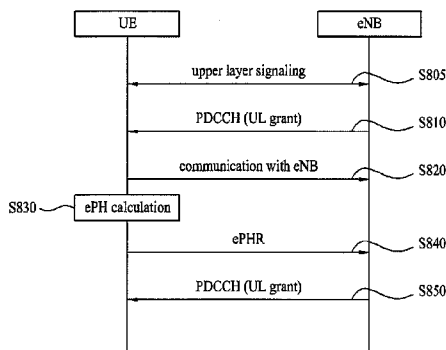 UE
eNB
upper layer signaling
S805
PDCCH (UL grant)
S810
communication with eNB
S820
S830
ePH calculation
ePHR
S840
PDCCH (UL grant)
S850